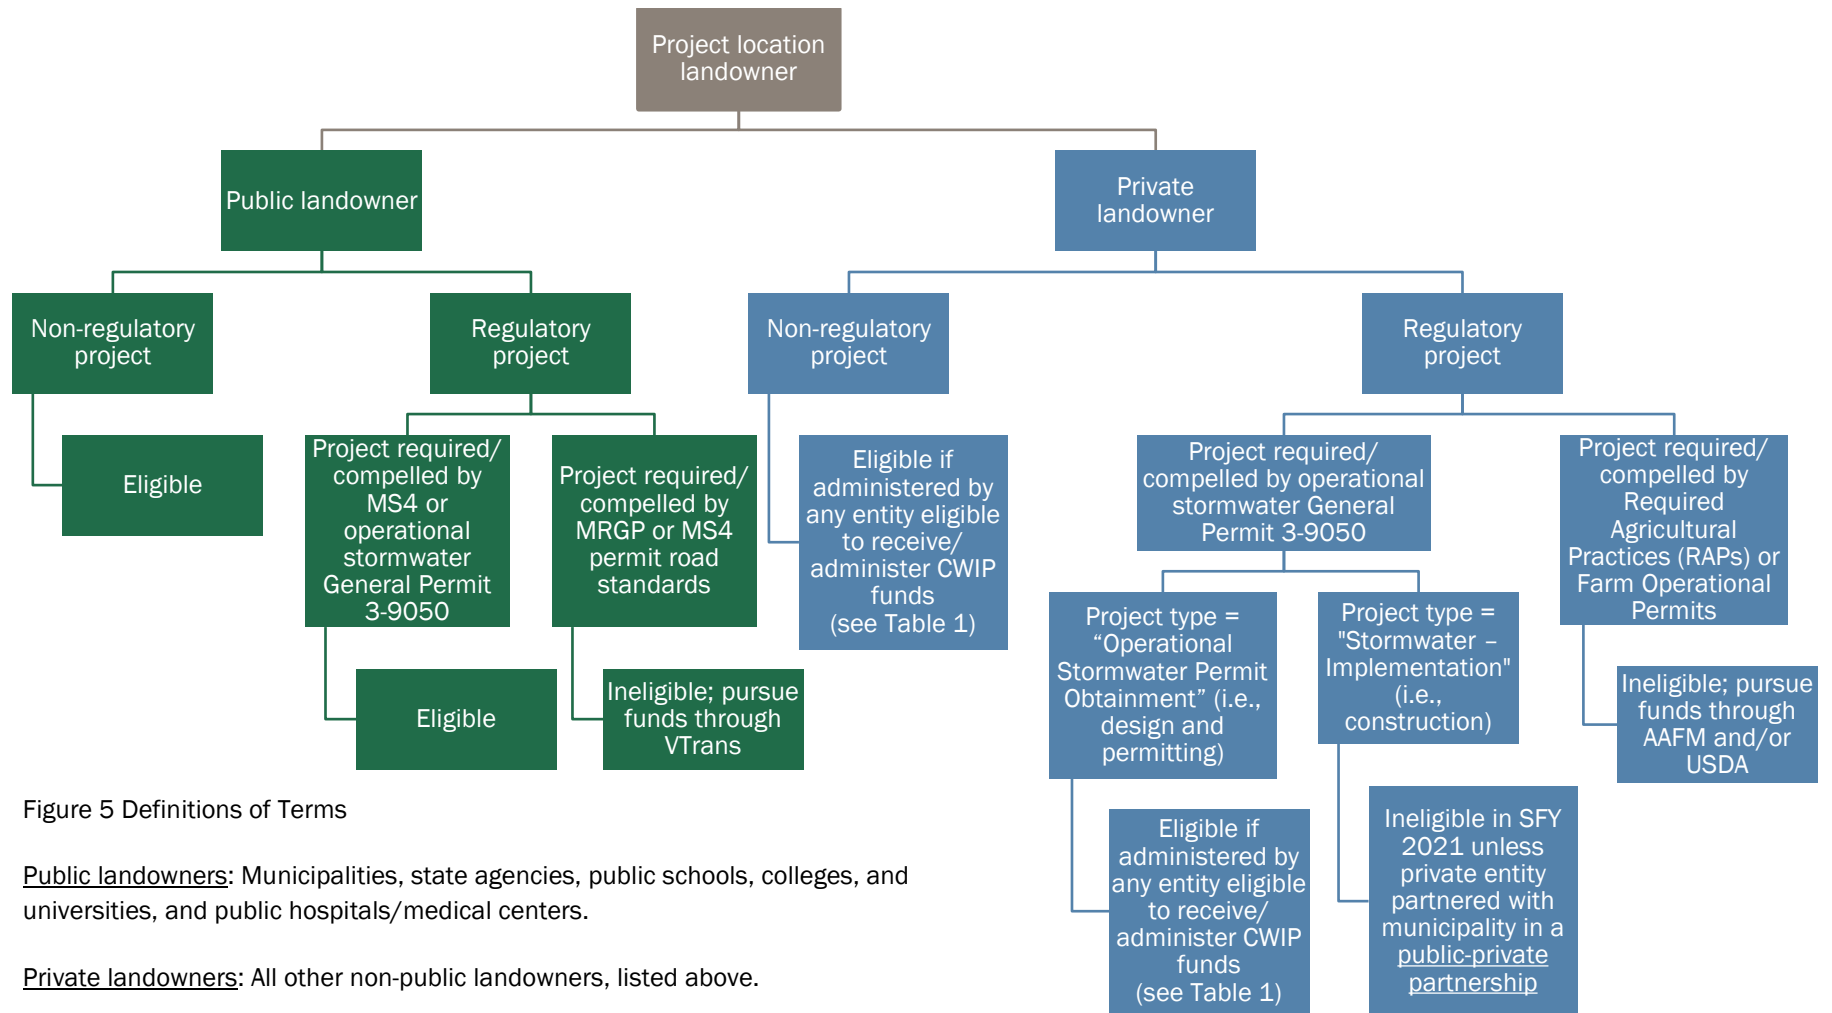 Project location
landowner
Public landowner
Private
landowner
Non-regulatory
project
Regulatory
project
Non-regulatory
project
Regulatory
project
Eligible
Project required/
compelled by
MS4 or
operational
stormwater
General Permit
3-9050
Project required/
compelled by
MRGP or MS4
permit road
standards
Eligible if
administered by
any entity eligible
to receive/
administer CWIP
funds
(see Table 1)
Project required/
compelled by operational
stormwater General
Permit 3-9050
Project required/
compelled by
Required
Agricultural
Practices (RAPs) or
Farm Operational
Permits
Eligible
Ineligible; pursue
funds through
VTrans
Project type =
“Operational
Stormwater Permit
Obtainment” (i.e.,
design and
permitting)
Project type =
"Stormwater –
Implementation"
(i.e.,
construction)
Ineligible; pursue
funds through
AAFM and/or
USDA
Eligible if
administered by
any entity eligible
to receive/
administer CWIP
funds
(see Table 1)
Ineligible in SFY
2021 unless
private entity
partnered with
municipality in a
public-private
partnership
Figure 5 Definitions of Terms
Public landowners: Municipalities, state agencies, public schools, colleges, and
universities, and public hospitals/medical centers.
Private landowners: All other non-public landowners, listed above.